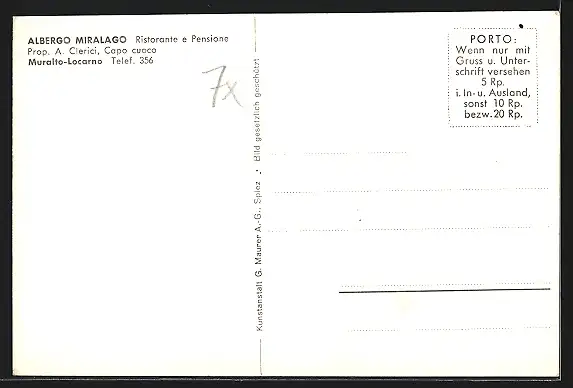 ALBERGO MIRALAGO Ristorante e Pensione
Prop. A. Clerici, Capo cuoco
Muralto-Locarno Telef. 356
7x
Kunstanstalt G. Maurer A.-G., Spiez • Bild gesetzlich geschützt
PORTO:
Wenn nur mit
Gruss u. Unter-
schrift versehen
5 Rp.
i. In- u. Ausland,
sonst 10 Rp.
bezw. 20 Rp.